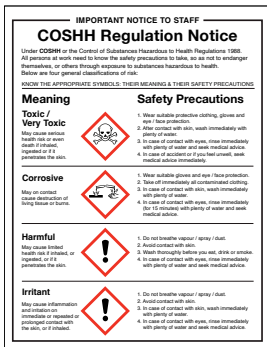 IMPORTANT NOTICE TO STAFF
COSHH Regulation Notice
Under COSHH or the Control of Substances Hazardous to Health Regulations 1988.
All persons at work need to know the safety precautions to take, so as not to endanger
themselves, or others through exposure to substances hazardous to health.
Below are four general classifications of risk:
KNOW THE APPROPRIATE SYMBOLS: THEIR MEANING & THEIR SAFETY PRECAUTIONS
Meaning
Safety Precautions
Toxic /
Very Toxic
May cause serious
health risk or even
death if inhaled,
ingested or if it
penetrates the skin.
1. Wear suitable protective clothing, gloves and
eye / face protection.
2. After contact with skin, wash immediately with
plenty of water.
3. In case of contact with eyes, rinse immediately
with plenty of water and seek medical advice.
4. In case of accident or if you feel unwell, seek
medical advice immediately.
Corrosive
May on contact
cause destruction of
living tissue or burns.
1. Wear suitable gloves and eye / face protection.
2. Take off immediately all contaminated clothing.
3. In case of contact with skin, wash immediately
with plenty of water.
4. In case of contact with eyes, rinse immediately
(for 15 minutes) with plenty of water and seek
medical advice.
Harmful
May cause limited
health risk if inhaled, or
ingested, or if it
penetrates the skin.
1. Do not breathe vapour / spray / dust.
2. Avoid contact with skin.
3. Wash thoroughly before you eat, drink or smoke.
4. In case of contact with eyes, rinse immediately
with plenty of water and seek medical advice.
Irritant
May cause inflammation
and irritation on
immediate or repeated or
prolonged contact with
the skin, or if inhaled.
1. Do not breathe vapour / spray / dust.
2. Avoid contact with skin.
3. In case of contact with skin, wash immediately
with plenty of water.
4. In case of contact with eyes, rinse immediately
with plenty of water and seek medical advice.